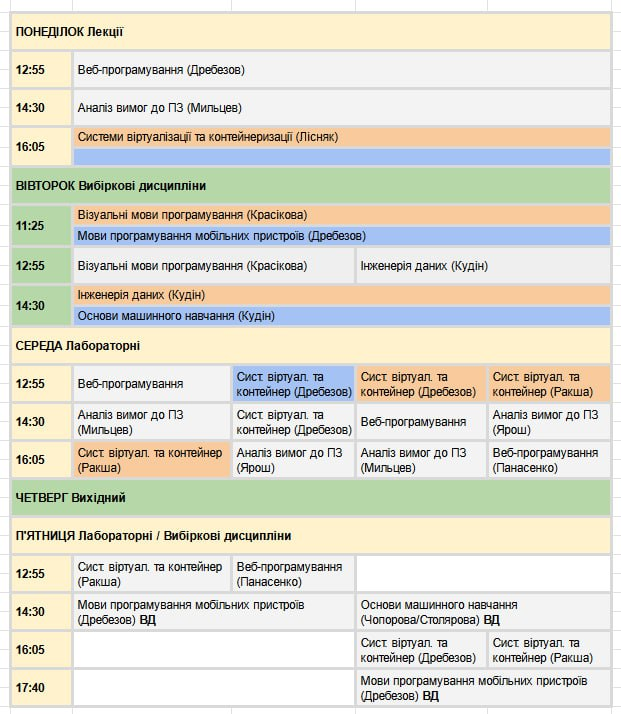 ПОНЕДІЛОК Лекції
12:55
Веб-програмування (Дребезов)
14:30
Аналіз вимог до ПЗ (Мильцев)
16:05
Системи віртуалізації та контейнеризації (Лісняк)
ВІВТОРОК Вибіркові дисципліни
11:25
Візуальні мови програмування (Красікова)
Мови програмування мобільних пристроїв (Дребезов)
12:55
Візуальні мови програмування (Красікова)
Інженерія даних (Кудін)
14:30
Інженерія даних (Кудін)
Основи машинного навчання (Кудін)
СЕРЕДА Лабораторні
12:55
Веб-програмування
Сист. віртуал. та
контейнер (Дребезов)
Сист. віртуал. та
контейнер (Дребезов)
Сист. віртуал. та
контейнер (Ракша)
14:30
Аналіз вимог до ПЗ
(Мильцев)
Сист. віртуал. та
контейнер (Дребезов)
Веб-програмування
Аналіз вимог до ПЗ
(Ярош)
16:05
Сист. віртуал. та контейнер
(Ракша)
Аналіз вимог до ПЗ
(Ярош)
Аналіз вимог до ПЗ
(Мильцев)
Веб-програмування
(Панасенко)
ЧЕТВЕРГ Вихідний
П'ЯТНИЦЯ Лабораторні / Вибіркові дисципліни
12:55
Сист. віртуал. та контейнер
(Ракша)
Веб-програмування
(Панасенко)
14:30
Мови програмування мобільних пристроїв
(Дребезов) ВД
Основи машинного навчання
(Чопорова/Столярова) ВД
16:05
Сист. віртуал. та
контейнер (Дребезов)
Сист. віртуал. та
контейнер (Ракша)
17:40
Мови програмування мобільних пристроїв
(Дребезов) ВД